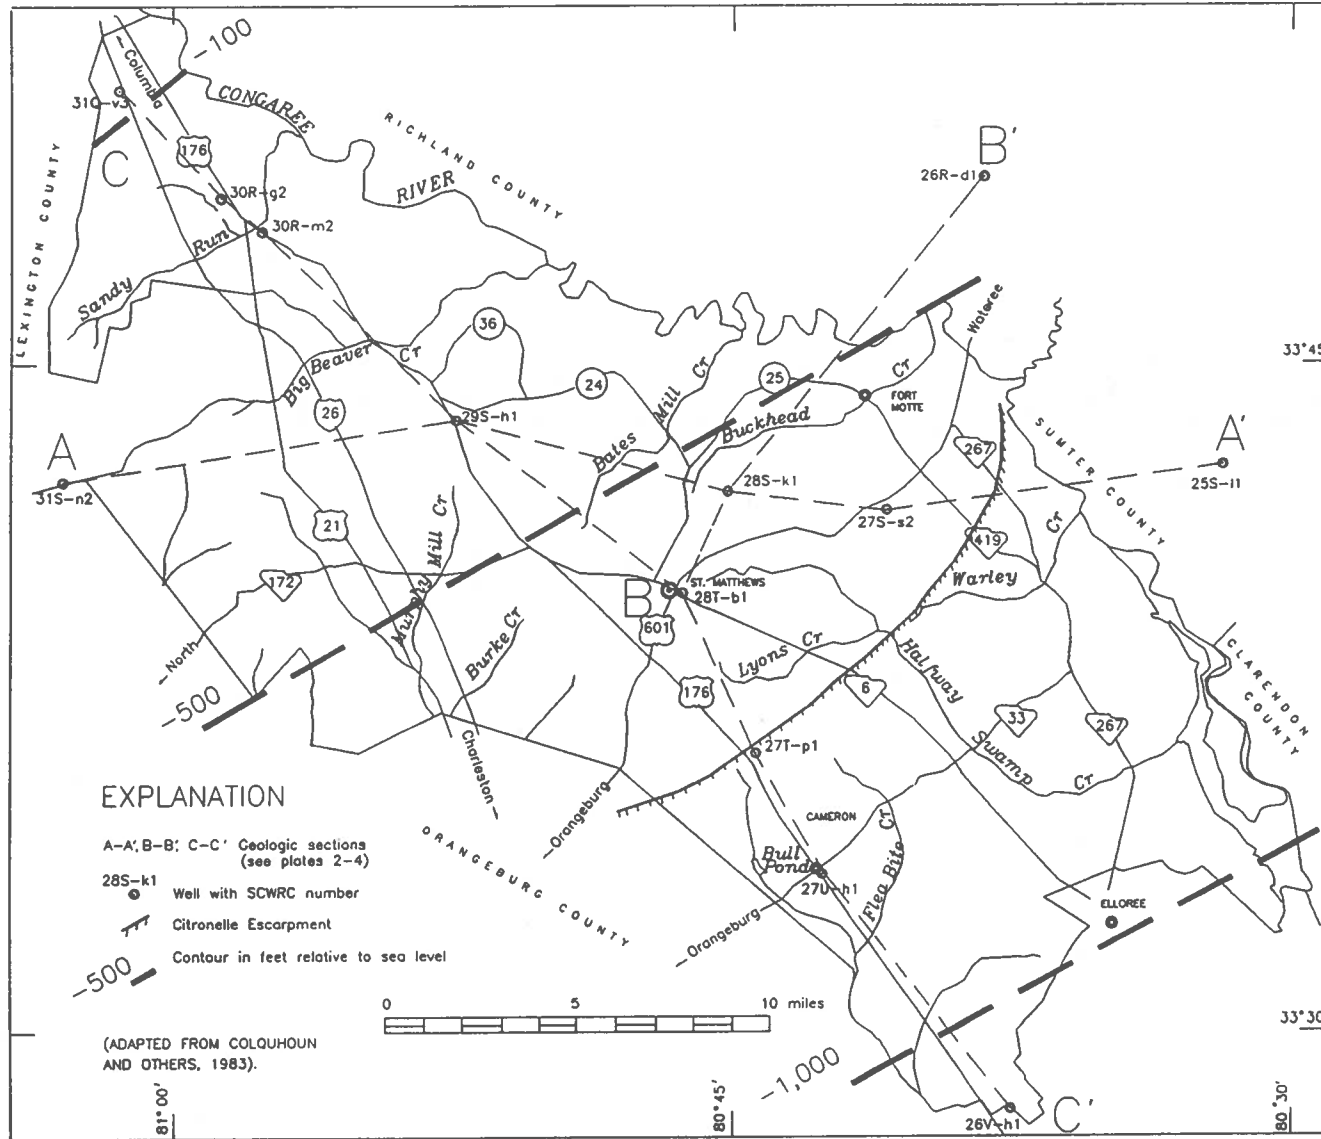 -100
Columbia
31Q-v3
CONGAREE
RICHLAND COUNTY
B'
26R-d1
176
C
LEXINGTON COUNTY
30R-g2
RIVER
30R-m2
Run
Sandy
Wateree
36
33°45'
Big Beaver Cr
24
25
Cr
Mill Cr
FORT
MOTTE
26
29S-h1
Buckhead
Bates
267
SUMTER COUNTY
A'
A
31S-n2
28S-k1
25S-l1
27S-s2
21
Murphy Mill Cr
419
Cr
Warley
172
ST. MATTHEWS
B
28T-b1
601
Burke Cr
Lyons Cr
Halfway
CLARENDON
COUNTY
North
-500
176
6
33
267
27T-p1
Swamp
Cr
Charleston
EXPLANATION
Orangeburg
CAMERON
A-A', B-B', C-C' Geologic sections
(see plates 2-4)
ORANGEBURG COUNTY
Bull
Pond
Flea Bite Cr
28S-k1
Well with SCWRC number
27U-h1
ELLOREE
Citronelle Escarpment
Orangeburg
Contour in feet relative to sea level
-500
0 5 10 miles
33°30'
(ADAPTED FROM COLQUHOUN
AND OTHERS, 1983).
-1,000
81°00'
80°45'
80°30'
C'
26V-h1